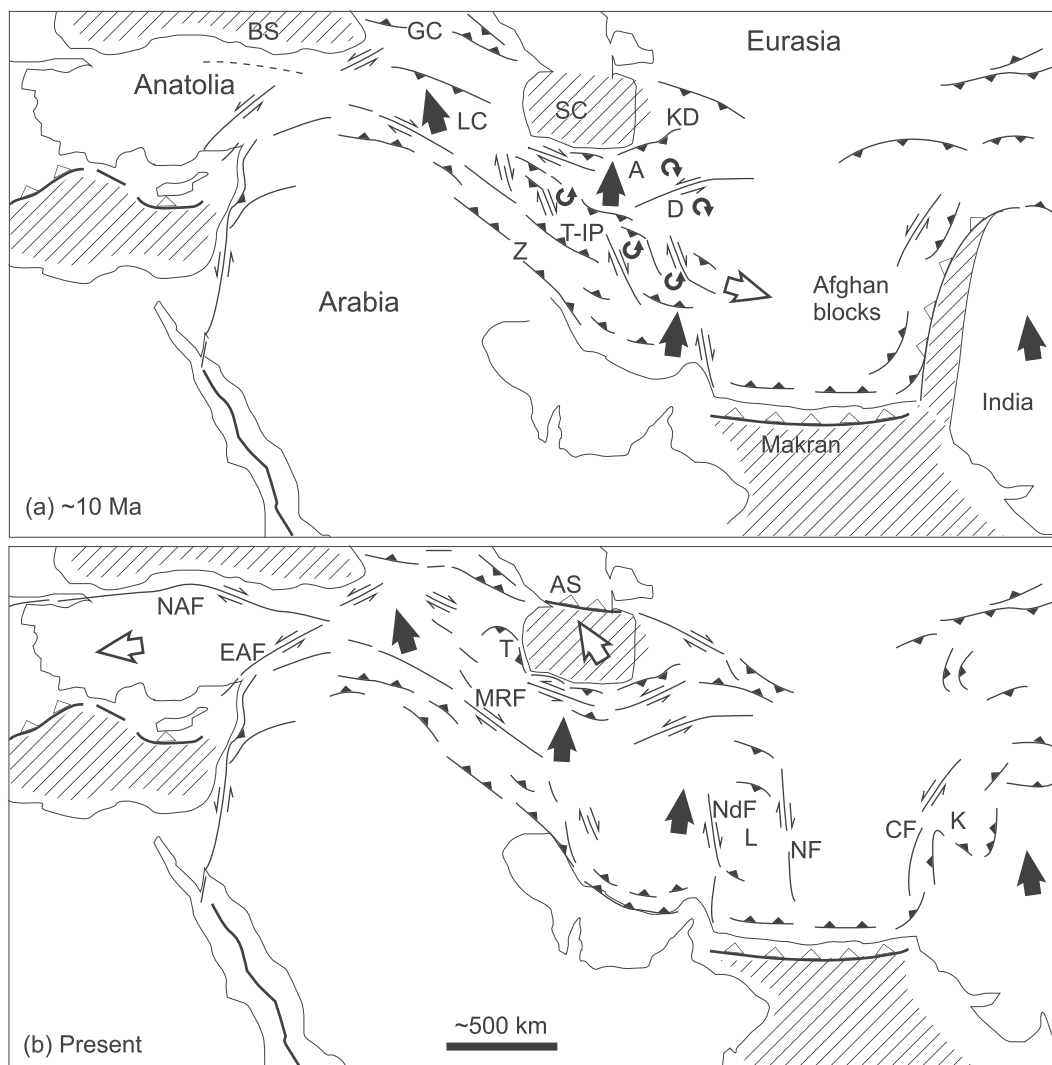 BS
GC
Eurasia
Anatolia
SC
LC
KD
A
D
T-IP
Z
Arabia
Afghan
blocks
India
Makran
(a) ~10 Ma
AS
NAF
EAF
T
MRF
NdF
L
NF
CF
K
~500 km
(b) Present